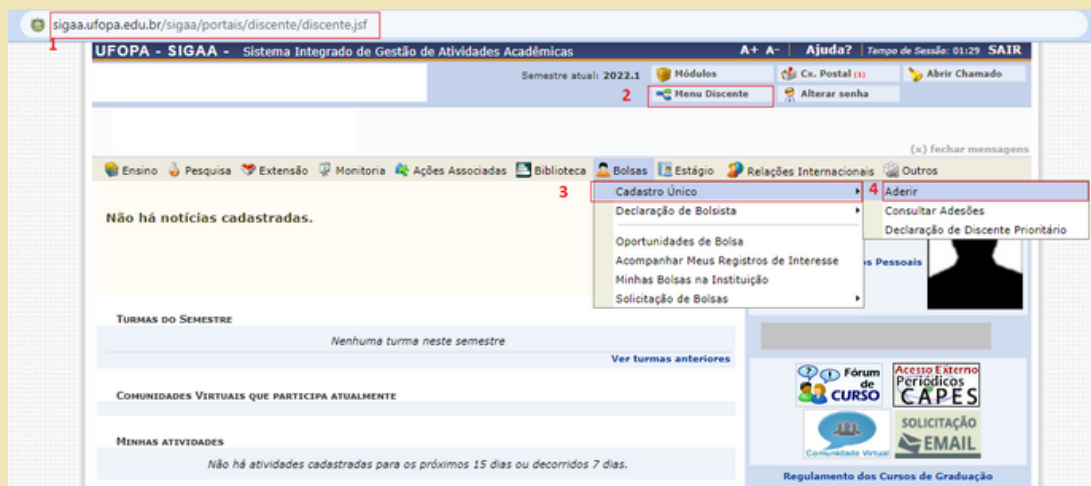 sigaa.ufopa.edu.br/sigaa/portais/discente/discente.jsf
1
UFOPA - SIGAA - Sistema Integrado de Gestão de Atividades Acadêmicas A+ A- Ajuda? Tempo de Sessão: 01:29 SAIR
Semestre atual: 2022.1 Módulos Cx. Postal (1) Abrir Chamado
2 Menu Discente Alterar senha
(x) fechar mensagens
Ensino Pesquisa Extensão Monitoria Ações Associadas Biblioteca Bolsas Estágio Relações Internacionais Outros
3 Cadastro Único 4 Aderir
Declaração de Bolsista Consultar Adesões
Declaração de Discente Prioritário
Não há notícias cadastradas.
Oportunidades de Bolsa
Acompanhar Meus Registros de Interesse
s Pessoais
Minhas Bolsas na Instituição
Solicitação de Bolsas
TURMAS DO SEMESTRE
Nenhuma turma neste semestre
Ver turmas anteriores
COMUNIDADES VIRTUAIS QUE PARTICIPA ATUALMENTE
MINHAS ATIVIDADES
Não há atividades cadastradas para os próximos 15 dias ou decorridos 7 dias.
Fórum de CURSO
Acesso Externo
Periódicos
CAPES
Comunidade Virtual
SOLICITAÇÃO
EMAIL
Regulamento dos Cursos de Graduação